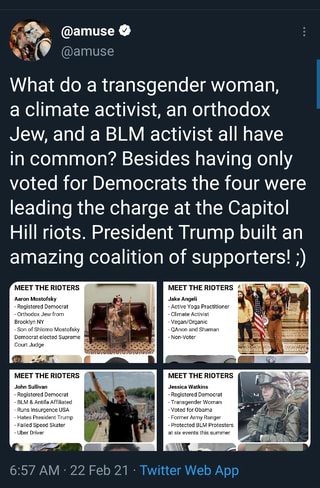 @amuse
@amuse
What do a transgender woman,
a climate activist, an orthodox
Jew, and a BLM activist all have
in common? Besides having only
voted for Democrats the four were
leading the charge at the Capitol
Hill riots. President Trump built an
amazing coalition of supporters! ;)
MEET THE RIOTERS
Aaron Mostofsky
- Registered Democrat
- Orthodox Jew from
Brooklyn NY
- Son of Shlomo Mostofsky
Democrat elected Supreme
Court Judge
MEET THE RIOTERS
Jake Angeli
- Active Yoga Practitioner
- Climate Activist
- Vegan/Organic
- QAnon and Shaman
- Non-Voter
MEET THE RIOTERS
John Sullivan
- Registered Democrat
- BLM & Antifa Affiliated
- Runs Insurgence USA
- Hates President Trump
- Failed Speed Skater
- Uber Driver
MEET THE RIOTERS
Jessica Watkins
- Registered Democrat
- Transgender Woman
- Voted for Obama
- Former Army Ranger
- Protected BLM Protesters
at six events this summer
6:57 AM · 22 Feb 21 · Twitter Web App